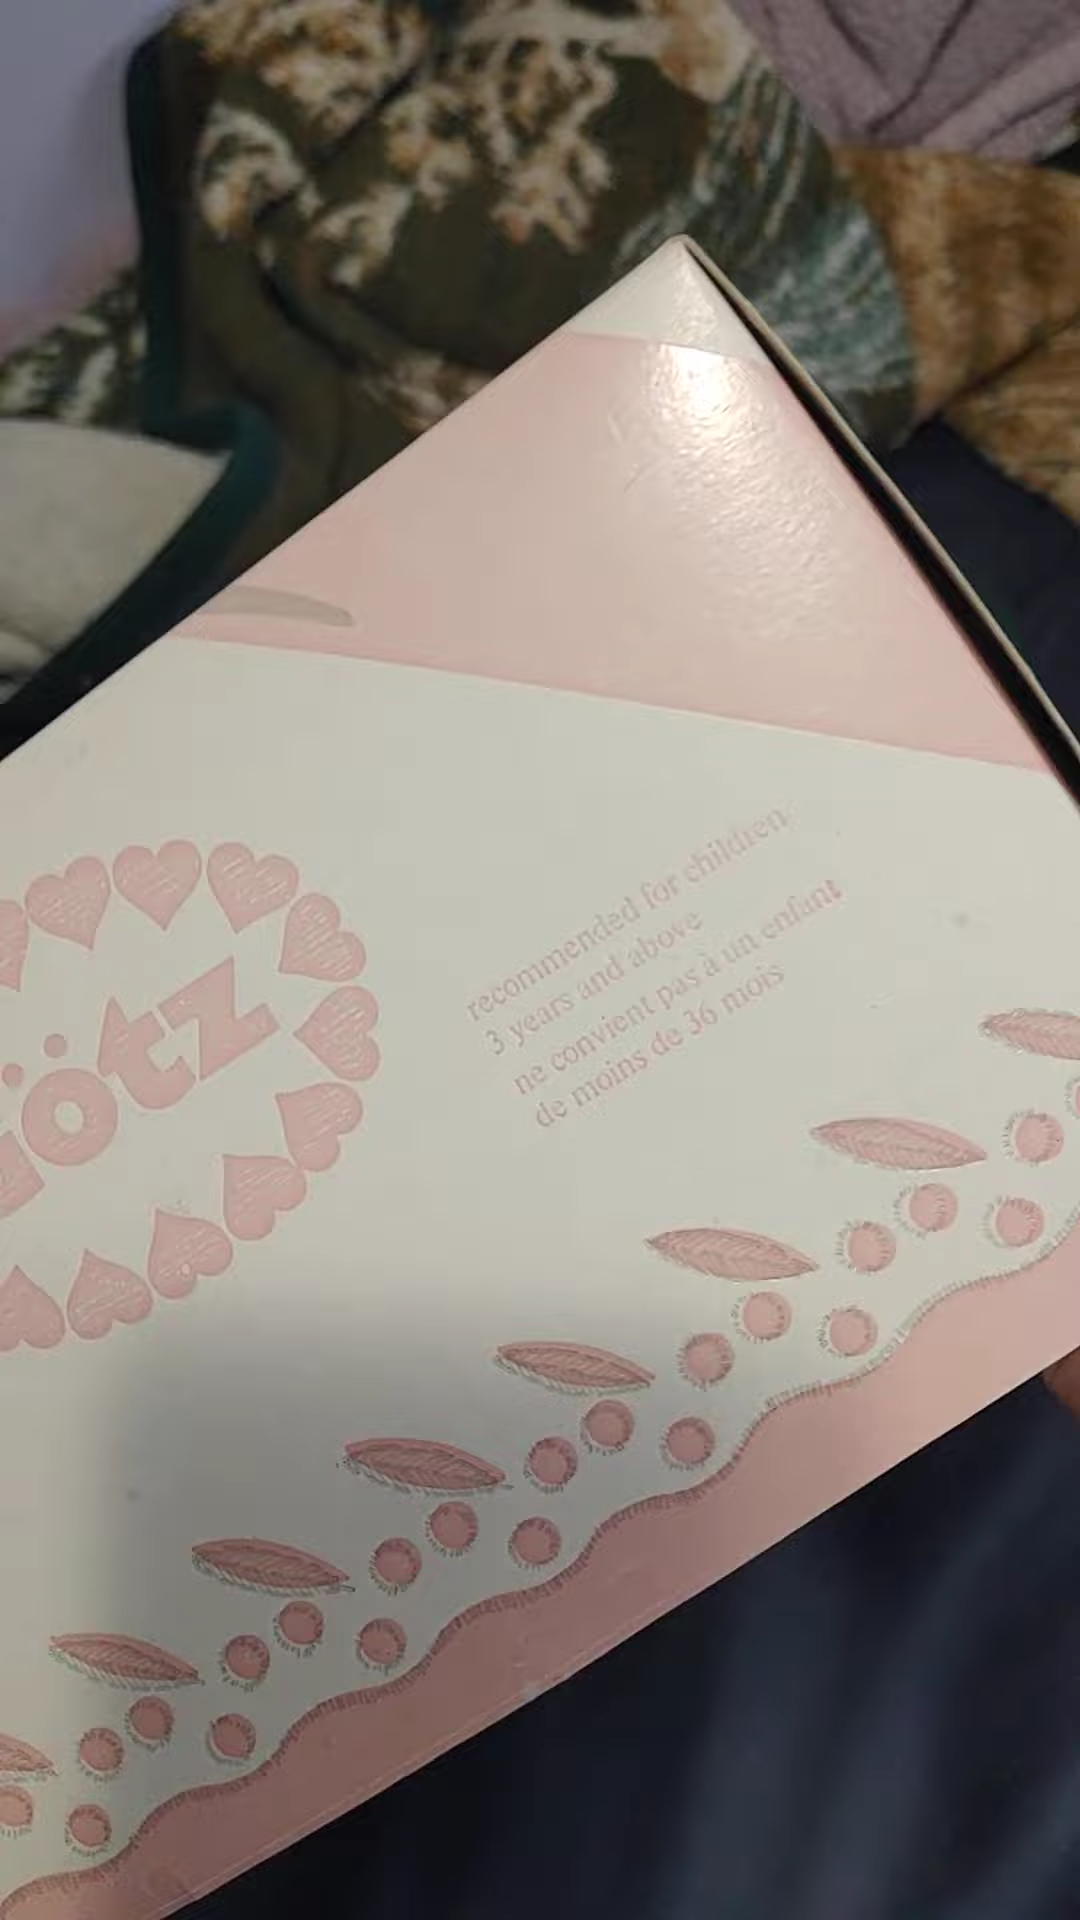 ötz
recommended for children
3 years and above
ne convient pas à un enfant
de moins de 36 mois